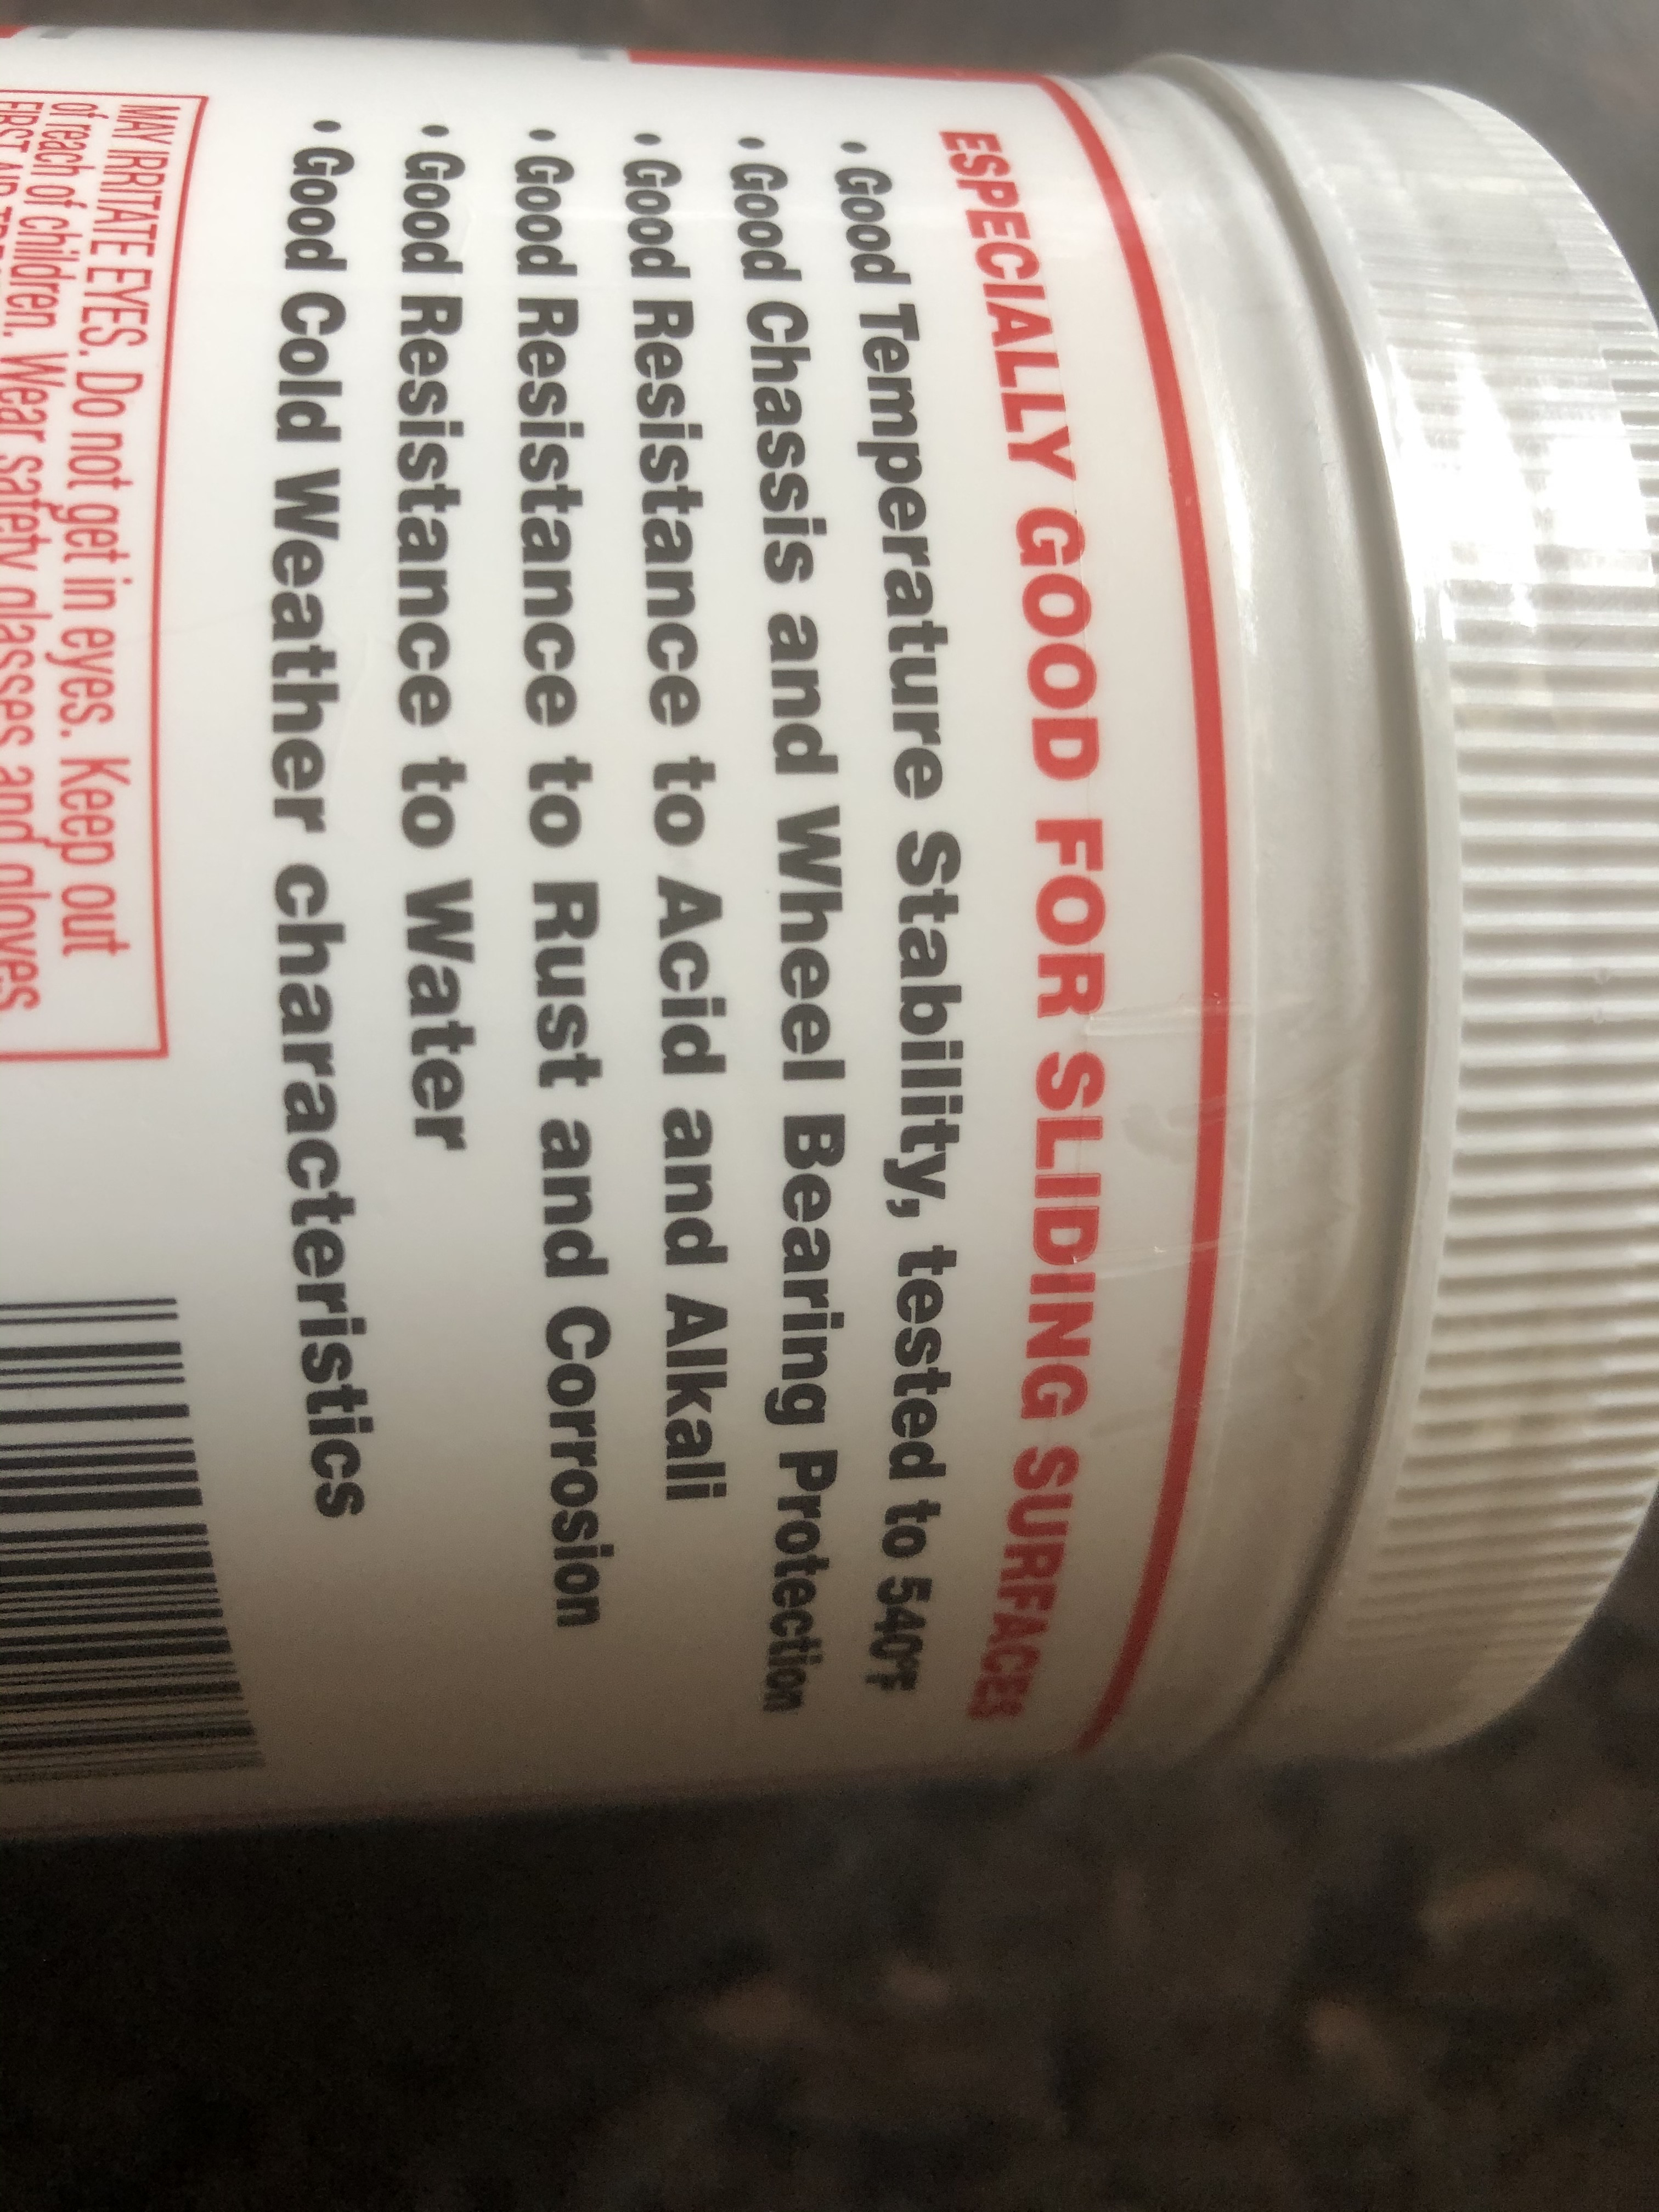 ESPECIALLY GOOD FOR SLIDING SURFACES
• Good Temperature Stability, tested to 540°F
• Good Chassis and Wheel Bearing Protection
• Good Resistance to Acid and Alkali
• Good Resistance to Rust and Corrosion
• Good Resistance to Water
• Good Cold Weather characteristics
MAY IRRITATE EYES. Do not get in eyes. Keep out
of reach of children. Wear safety glasses and gloves
FIRST AID